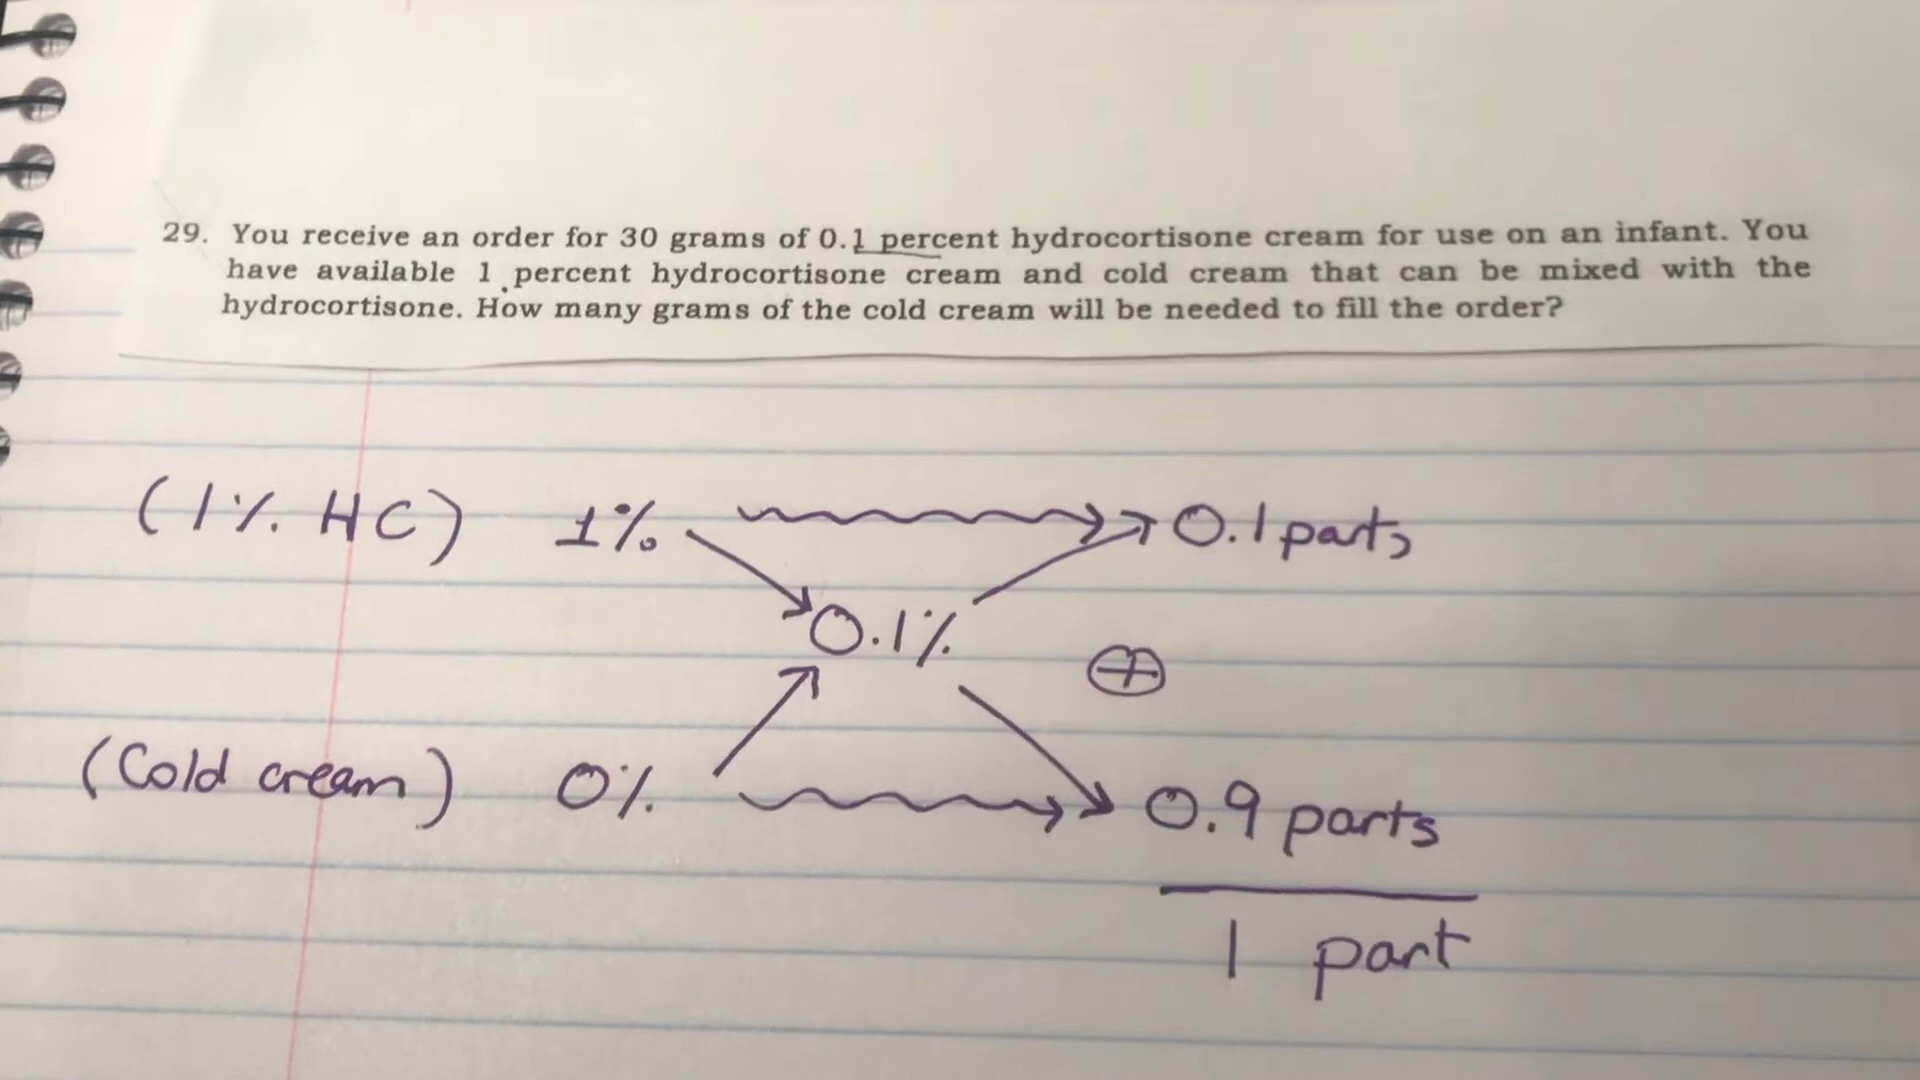 29. You receive an order for 30 grams of 0.1 percent hydrocortisone cream for use on an infant. You
have available 1 percent hydrocortisone cream and cold cream that can be mixed with the
hydrocortisone. How many grams of the cold cream will be needed to fill the order?
(1% HC) 1% 0.1 parts
0.1%
+
(Cold cream) 0% 0.9 parts
1 part